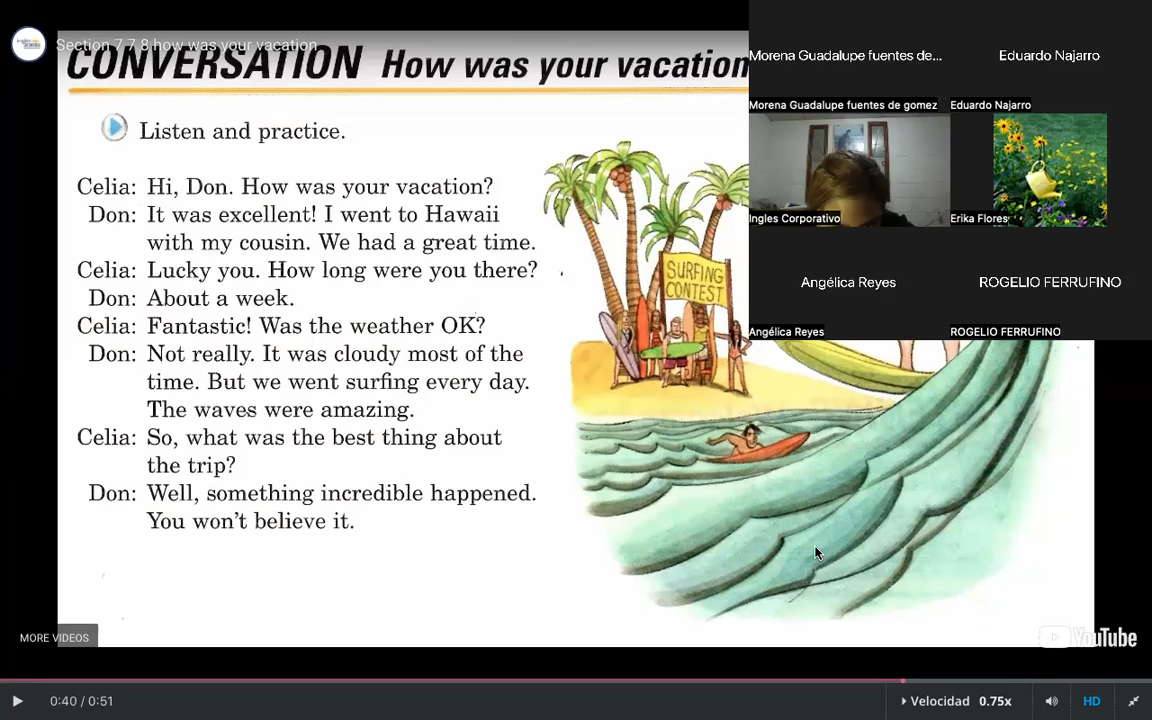 Section 7 7 8 how was your vacation
CONVERSATION How was your vacation
Listen and practice.
Celia: Hi, Don. How was your vacation?
Don: It was excellent! I went to Hawaii
with my cousin. We had a great time.
Celia: Lucky you. How long were you there?
Don: About a week.
Celia: Fantastic! Was the weather OK?
Don: Not really. It was cloudy most of the
time. But we went surfing every day.
The waves were amazing.
Celia: So, what was the best thing about
the trip?
Don: Well, something incredible happened.
You won't believe it.
SURFING
CONTEST
Morena Guadalupe fuentes de...
Eduardo Najarro
Morena Guadalupe fuentes de gomez
Eduardo Najarro
Ingles Corporativo
Erika Flores
Angélica Reyes
ROGELIO FERRUFINO
Angélica Reyes
ROGELIO FERRUFINO
MORE VIDEOS
YouTube
0:40 / 0:51
Velocidad 0.75x
HD